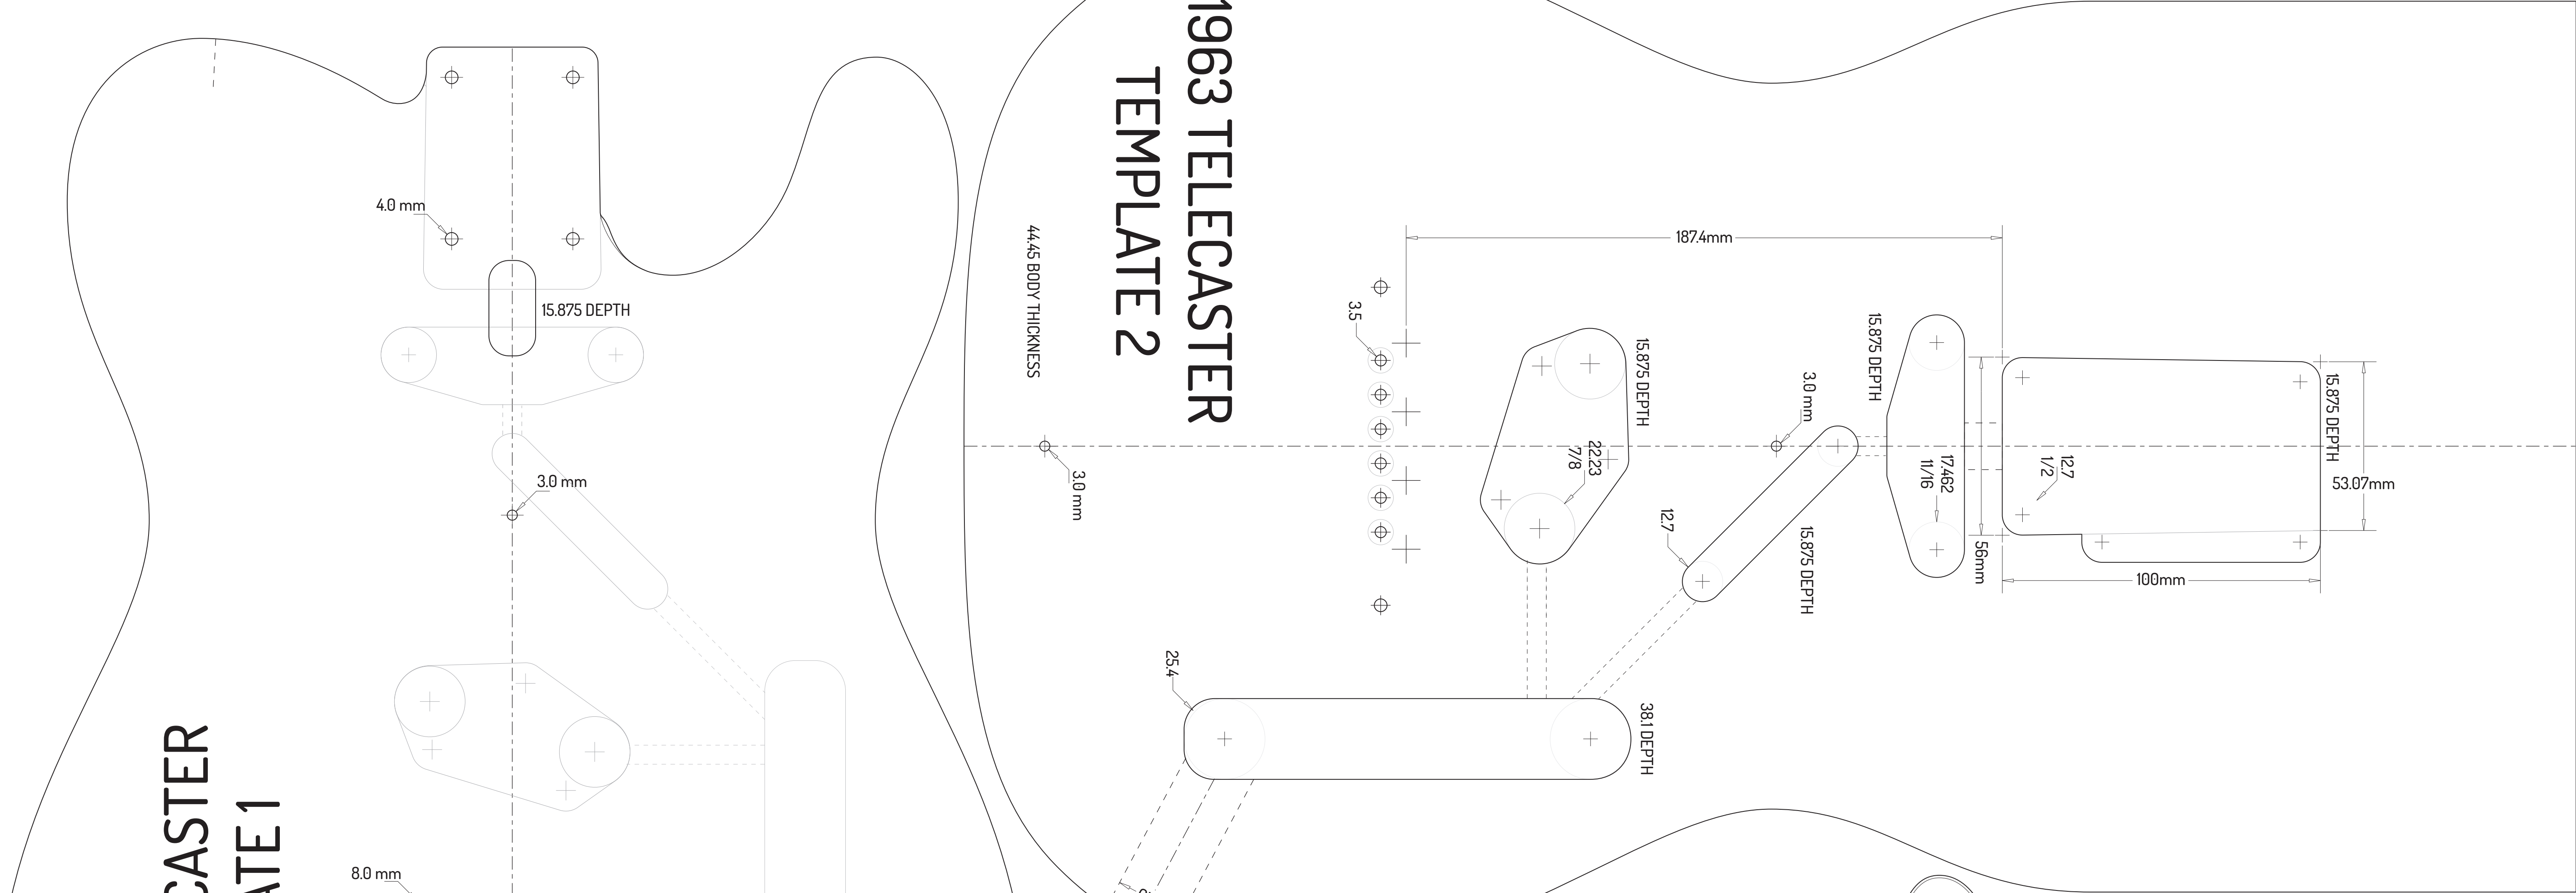 4.0 mm
15.875 DEPTH
3.0 mm
CASTER
ATE 1
8.0 mm
1963 TELECASTER
TEMPLATE 2
44.45 BODY THICKNESS
3.0 mm
187.4mm
3.5
15.875 DEPTH
22.23
7/8
3.0 mm
12.7
15.875 DEPTH
15.875 DEPTH
17.462
11/16
56mm
12.7
1/2
15.875 DEPTH
53.07mm
100mm
25.4
38.1 DEPTH